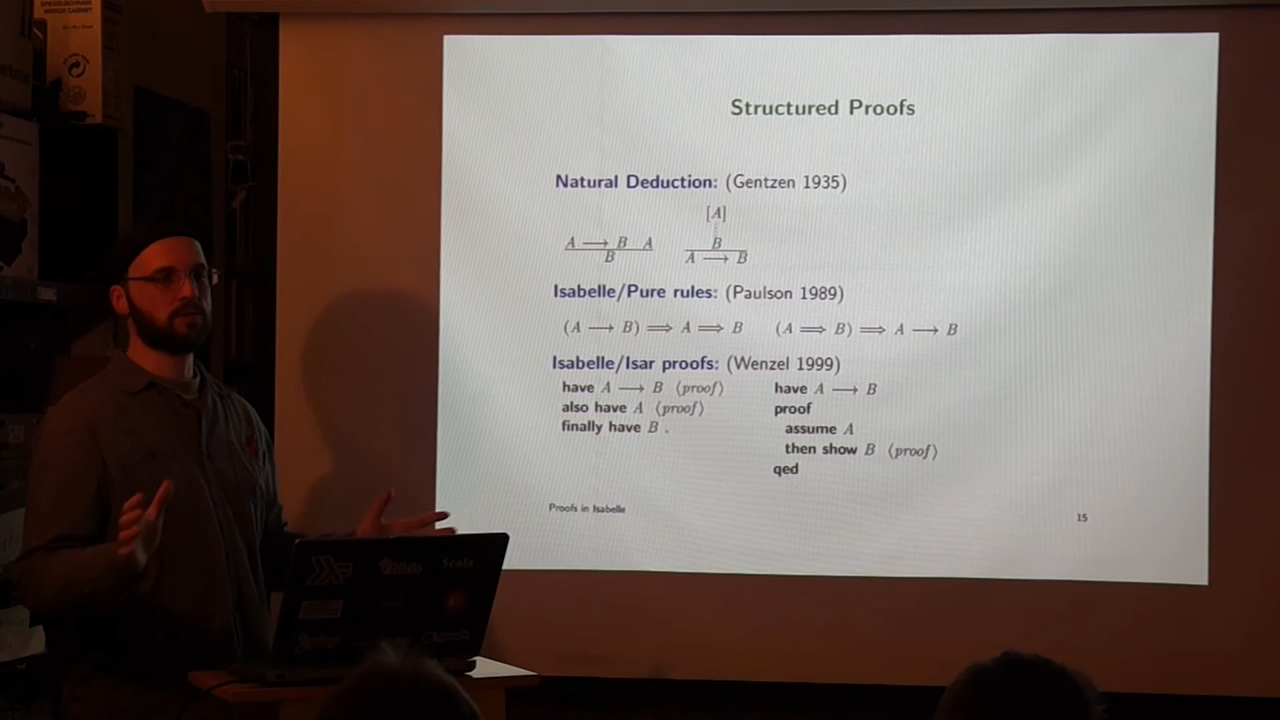 Structured Proofs
Natural Deduction: (Gentzen 1935)
[A]
A ⟶ B A
B
B
A ⟶ B
Isabelle/Pure rules: (Paulson 1989)
(A ⟶ B) ⟹ A ⟹ B (A ⟹ B) ⟹ A ⟶ B
Isabelle/Isar proofs: (Wenzel 1999)
have A ⟶ B ⟨proof⟩
also have A ⟨proof⟩
finally have B .
have A ⟶ B
proof
assume A
then show B ⟨proof⟩
qed
Proofs in Isabelle
15
Scala